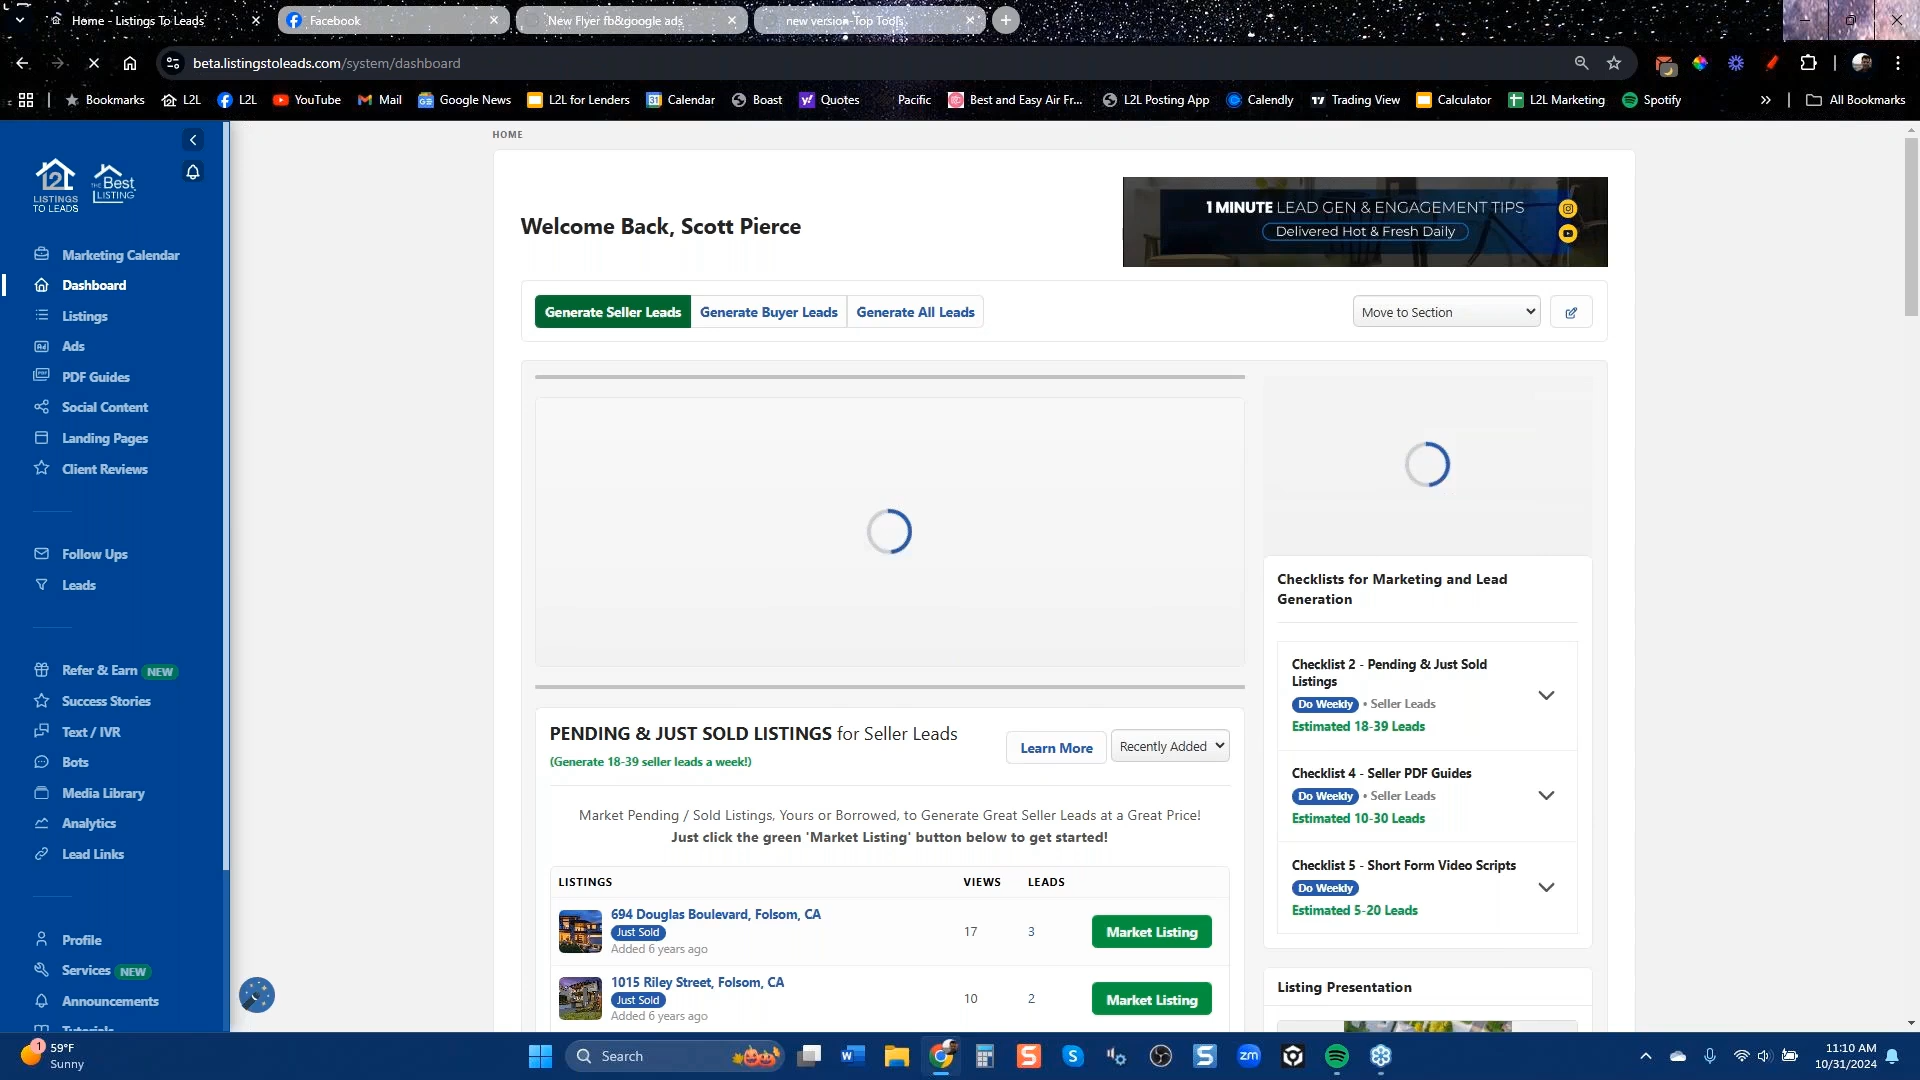 Home - Listings To Leads
Facebook
New Flyer fb&google ads
new version-Top Tools
beta.listingstoleads.com/system/dashboard
Bookmarks
L2L
L2L
YouTube
Mail
Google News
L2L for Lenders
Calendar
Boast
Quotes
Pacific
Best and Easy Air Fr...
L2L Posting App
Calendly
Trading View
Calculator
L2L Marketing
Spotify
All Bookmarks
L2L
LISTINGS
TO LEADS
THE Best
LISTING
Marketing Calendar
Dashboard
Listings
Ads
PDF Guides
Social Content
Landing Pages
Client Reviews
Follow Ups
Leads
Refer & Earn NEW
Success Stories
Text / IVR
Bots
Media Library
Analytics
Lead Links
Profile
Services NEW
Announcements
Tutorials
HOME
Welcome Back, Scott Pierce
1 MINUTE LEAD GEN & ENGAGEMENT TIPS
Delivered Hot & Fresh Daily
Generate Seller Leads
Generate Buyer Leads
Generate All Leads
Move to Section
PENDING & JUST SOLD LISTINGS for Seller Leads
(Generate 18-39 seller leads a week!)
Learn More
Recently Added
Market Pending / Sold Listings, Yours or Borrowed, to Generate Great Seller Leads at a Great Price!
Just click the green 'Market Listing' button below to get started!
LISTINGS VIEWS LEADS
694 Douglas Boulevard, Folsom, CA
Just Sold
Added 6 years ago
17 3 Market Listing
1015 Riley Street, Folsom, CA
Just Sold
Added 6 years ago
10 2 Market Listing
Checklists for Marketing and Lead
Generation
Checklist 2 - Pending & Just Sold
Listings
Do Weekly • Seller Leads
Estimated 18-39 Leads
Checklist 4 - Seller PDF Guides
Do Weekly • Seller Leads
Estimated 10-30 Leads
Checklist 5 - Short Form Video Scripts
Do Weekly
Estimated 5-20 Leads
Listing Presentation
1
59°F
Sunny
Search
zm
11:10 AM
10/31/2024